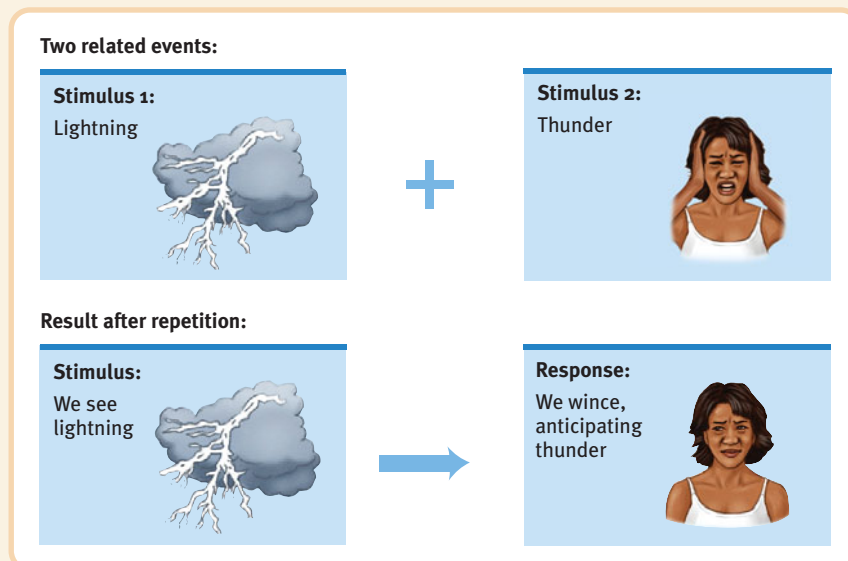 Two related events:
Stimulus 1:
Lightning
Stimulus 2:
Thunder
Result after repetition:
Stimulus:
We see
lightning
Response:
We wince,
anticipating
thunder